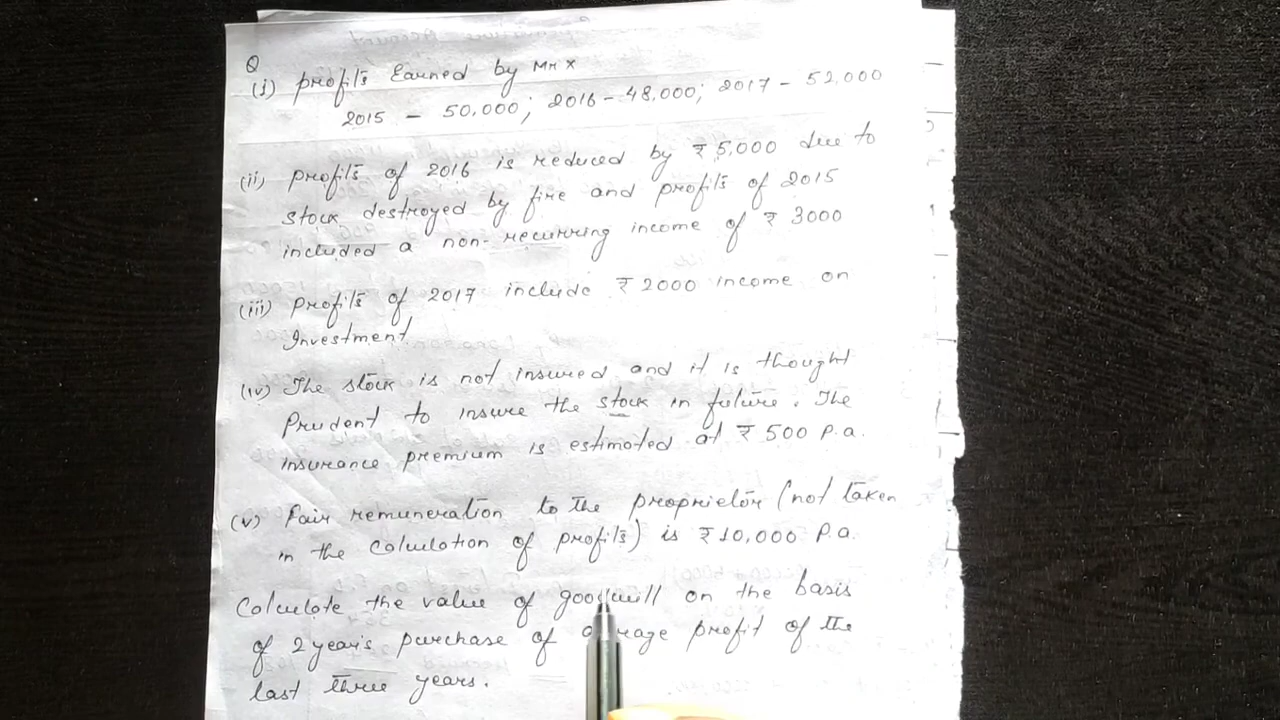 Q
(i) profits Earned by Mr X
2015 - 50,000; 2016 - 48,000; 2017 - 52,000
(ii) profits of 2016 is reduced by ₹ 5,000 due to
stock destroyed by fire and profits of 2015
included a non-recurring income of ₹ 3000
(iii) profits of 2017 include ₹ 2000 income on
Investment
(iv) The stock is not insured and it is thought
Prudent to insure the stock in future. The
insurance premium is estimated at ₹ 500 p.a.
(v) Fair remuneration to the proprietor (not taken
in the calculation of profits) is ₹ 10,000 P.a.
Calculate the value of goodwill on the basis
of 2 year's purchase of profit of the
last three years.